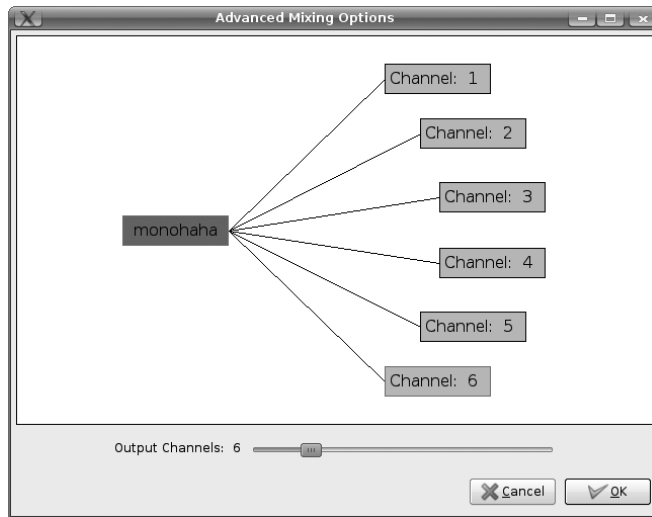 Advanced Mixing Options
Channel: 1
Channel: 2
Channel: 3
monohaha
Channel: 4
Channel: 5
Channel: 6
Output Channels: 6
Cancel
OK